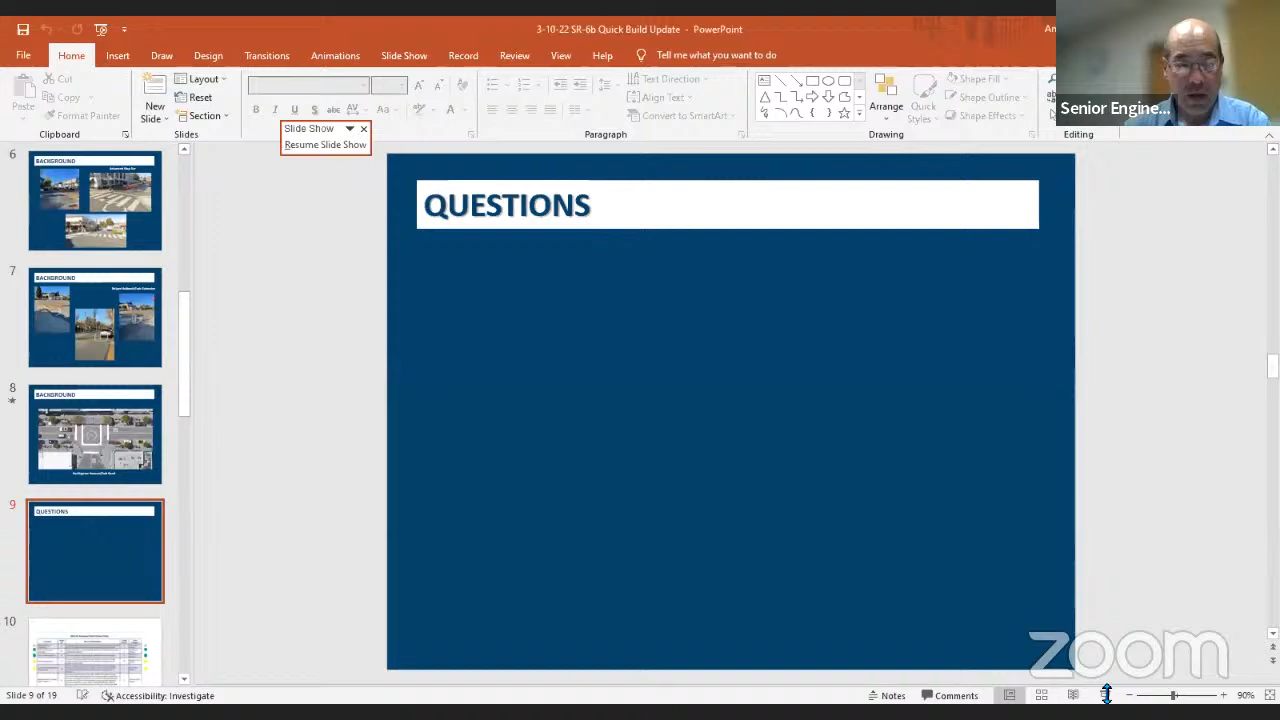 3-10-22 SR-6b Quick Build Update - PowerPoint
An
File
Home
Insert
Draw
Design
Transitions
Animations
Slide Show
Record
Review
View
Help
Tell me what you want to do
Paste
Cut
Copy
Format Painter
Clipboard
New
Slide
Layout
Reset
Section
Slides
B I U S abc AV Aa A
Text Direction
Align Text
Convert to SmartArt
Paragraph
Arrange
Quick
Styles
Shape Fill
Shape Outline
Shape Effects
Drawing
Editing
Senior Engine...
Slide Show
Resume Slide Show
6
BACKGROUND
7
BACKGROUND
8
BACKGROUND
9
QUESTIONS
10
QUESTIONS
zoom
Slide 9 of 19
Accessibility: Investigate
Notes
Comments
90%